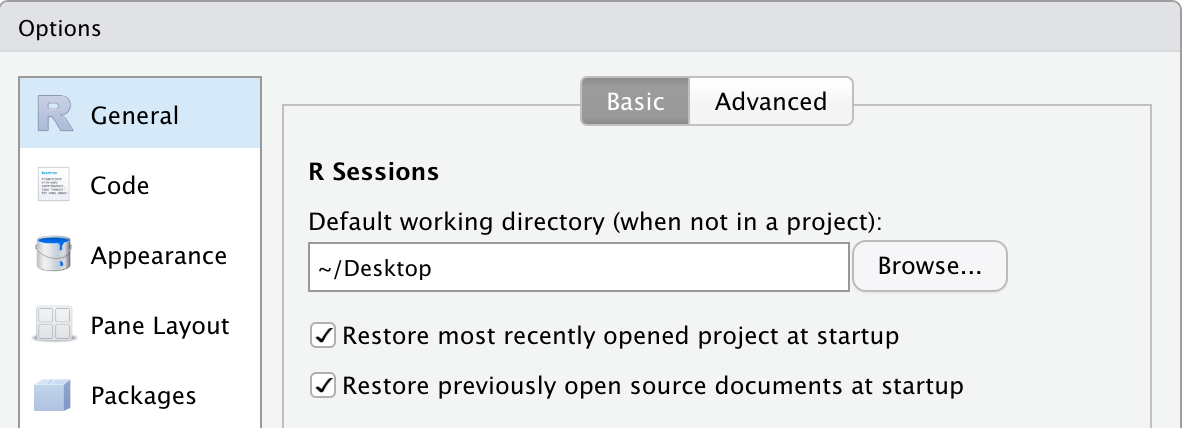 Options
General
Code
Appearance
Pane Layout
Packages
Basic
Advanced
R Sessions
Default working directory (when not in a project):
~/Desktop
Browse...
Restore most recently opened project at startup
Restore previously open source documents at startup